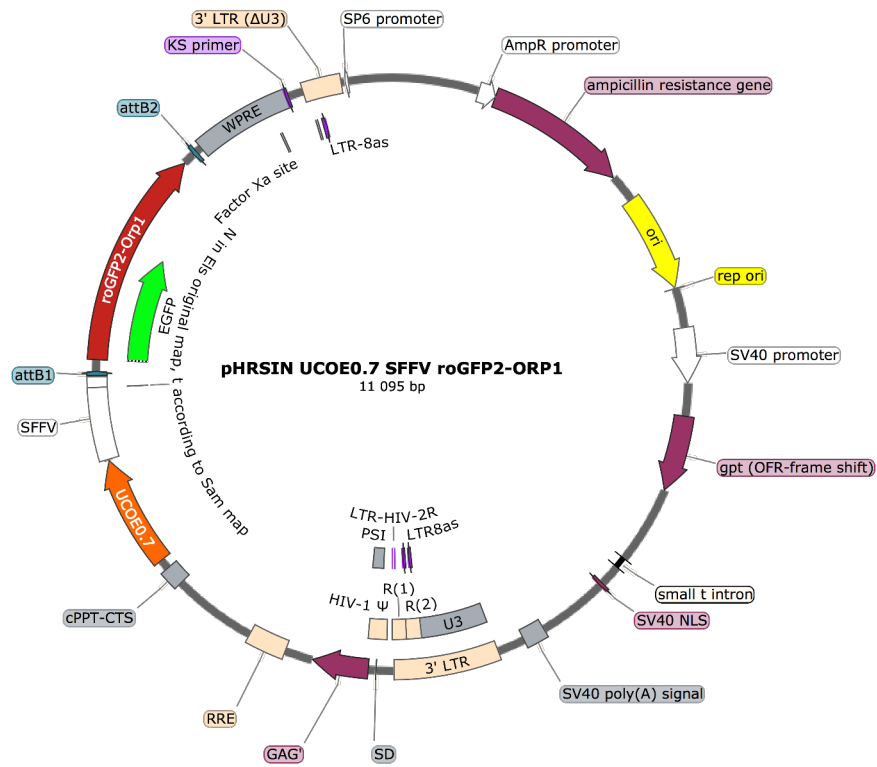 3' LTR (ΔU3)
SP6 promoter
KS primer
AmpR promoter
ampicillin resistance gene
attB2
WPRE
LTR-8as
Factor Xa site
ori
rep ori
roGFP2-Orp1
EGFP
N in Els original map, t according to Sam map
SV40 promoter
pHRSIN UCOE0.7 SFFV roGFP2-ORP1
11 095 bp
attB1
SFFV
gpt (OFR-frame shift)
UCOE0.7
LTR-HIV-2R
PSI
LTR8as
small t intron
cPPT-CTS
HIV-1 Ψ
R(1)
R(2)
U3
SV40 NLS
3' LTR
SV40 poly(A) signal
RRE
GAG'
SD